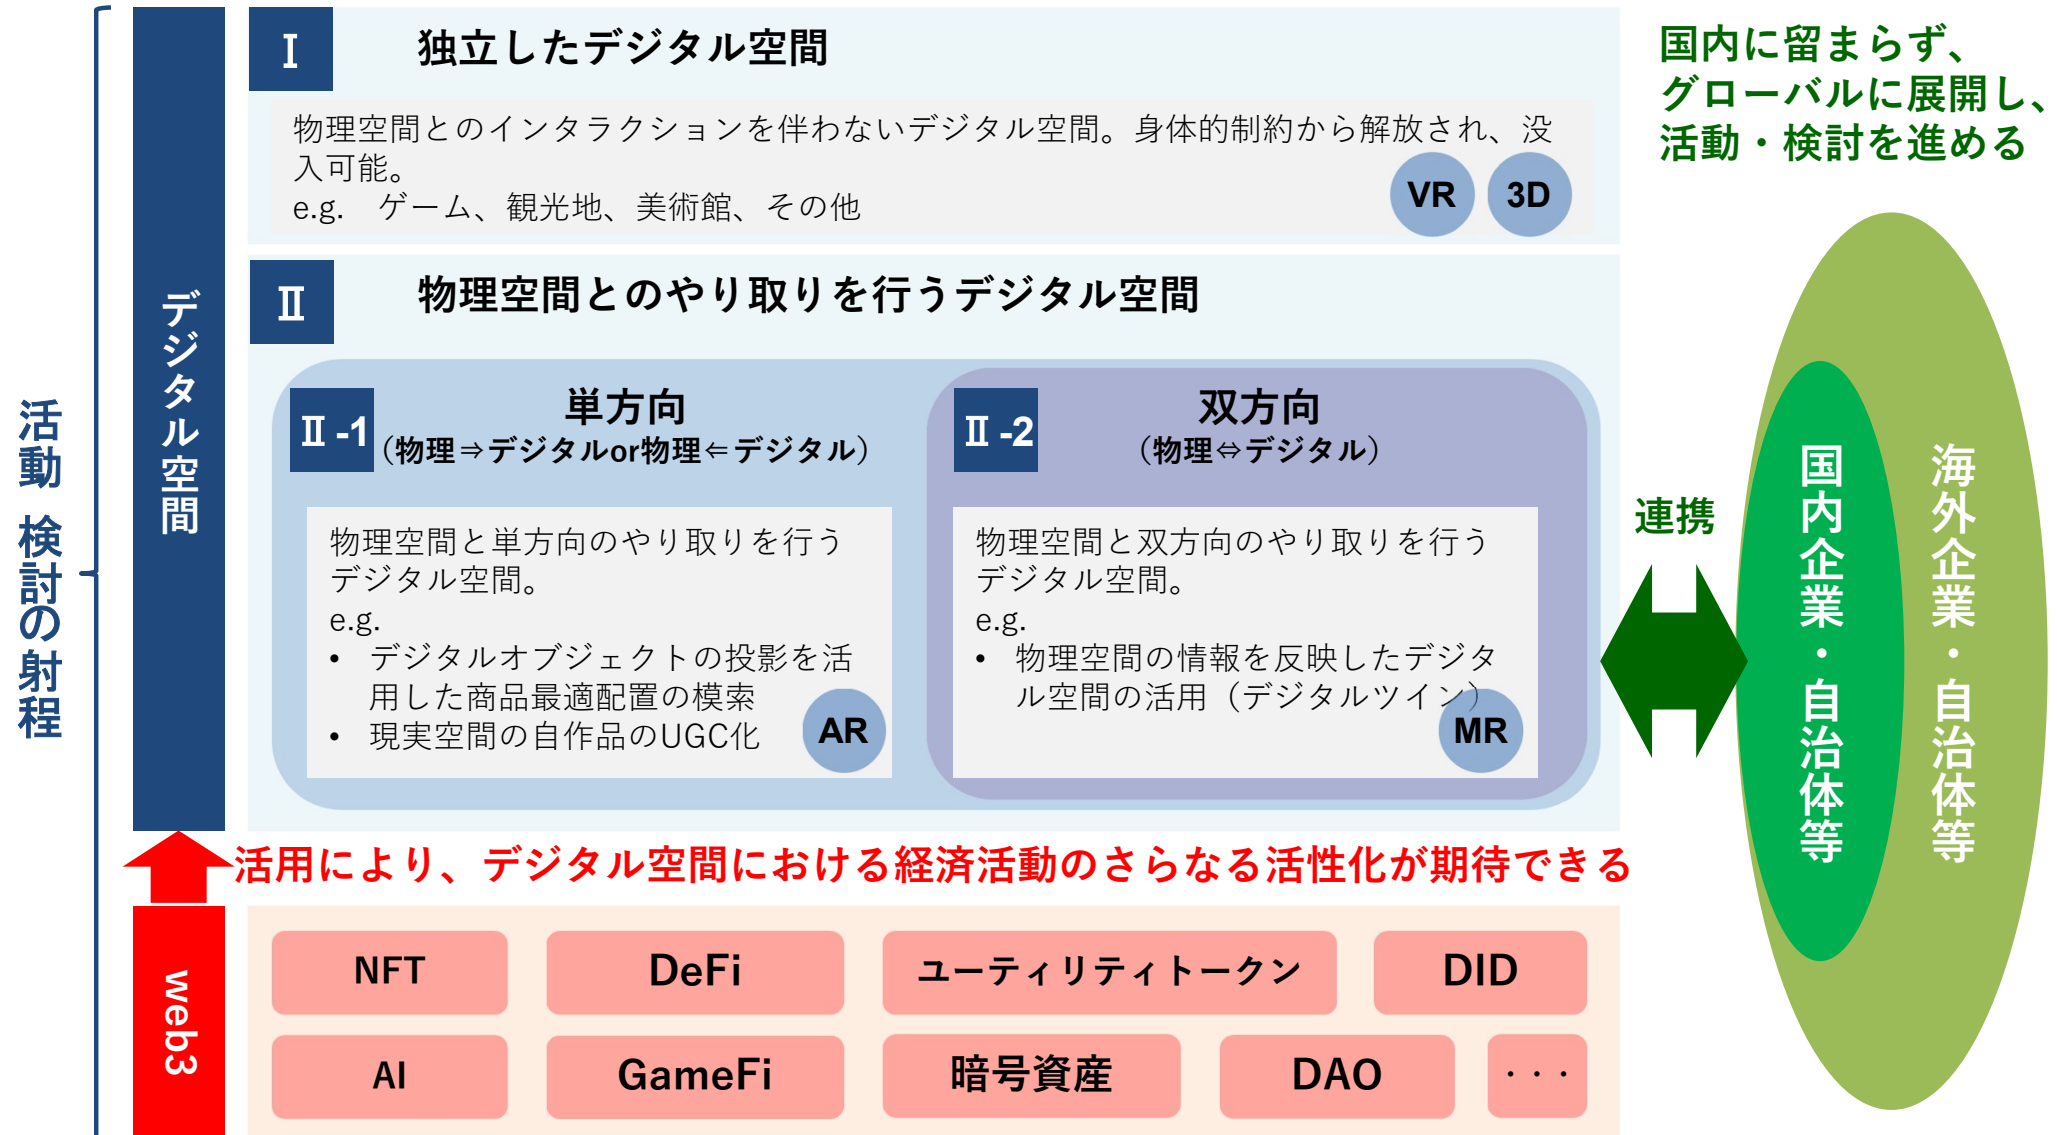 活動 検討の射程
デジタル空間
Ⅰ
独立したデジタル空間
物理空間とのインタラクションを伴わないデジタル空間。身体的制約から解放され、没
入可能。
e.g. ゲーム、観光地、美術館、その他
VR
3D
Ⅱ
物理空間とのやり取りを行うデジタル空間
Ⅱ-1
単方向
（物理⇒デジタルor物理⇐デジタル）
物理空間と単方向のやり取りを行う
デジタル空間。
e.g.
• デジタルオブジェクトの投影を活
用した商品最適配置の模索
• 現実空間の自作品のUGC化
AR
Ⅱ-2
双方向
（物理⇔デジタル）
物理空間と双方向のやり取りを行う
デジタル空間。
e.g.
• 物理空間の情報を反映したデジタ
ル空間の活用（デジタルツイン）
MR
活用により、デジタル空間における経済活動のさらなる活性化が期待できる
web3
NFT
DeFi
ユーティリティトークン
DID
AI
GameFi
暗号資産
DAO
・・・
国内に留まらず、
グローバルに展開し、
活動・検討を進める
連携
国内企業・自治体等
海外企業・自治体等